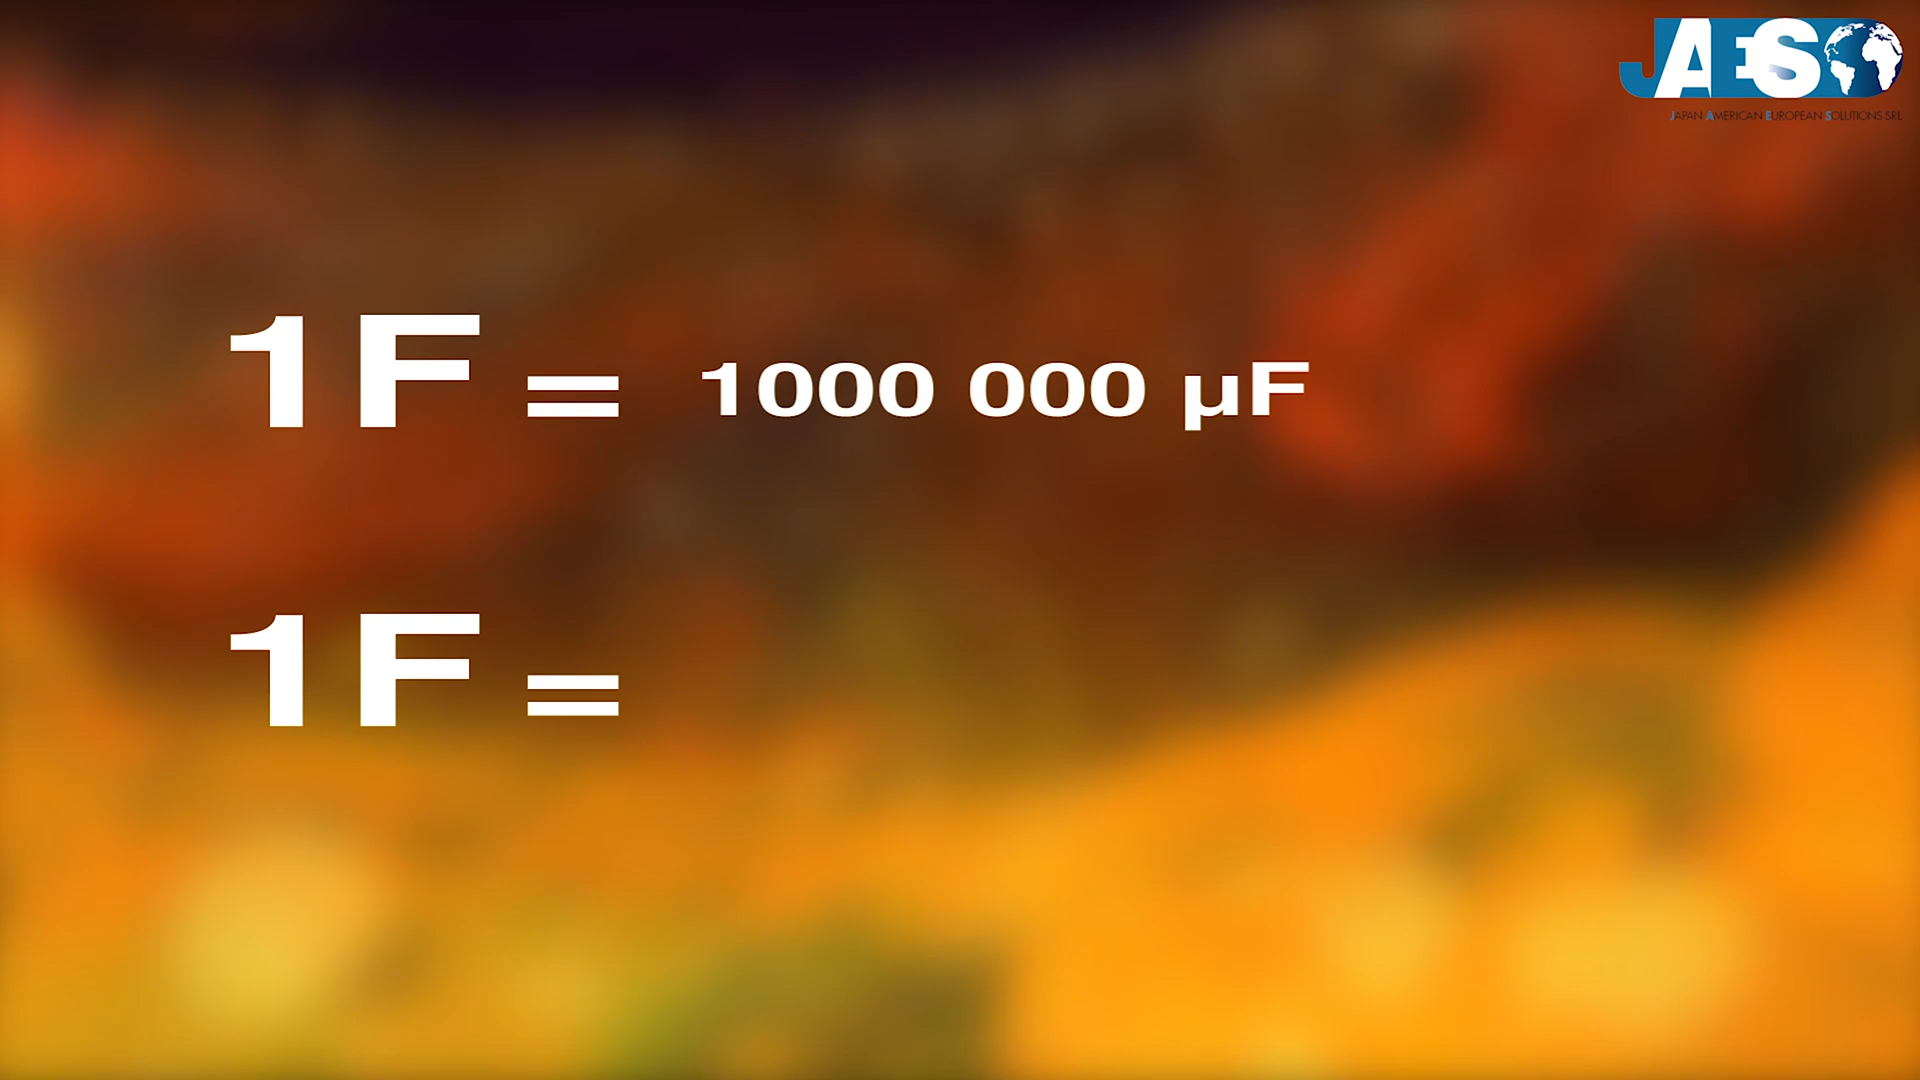 JAES
JAPAN AMERICAN EUROPEAN SOLUTIONS SRL
1F = 1000 000 µF
1F =